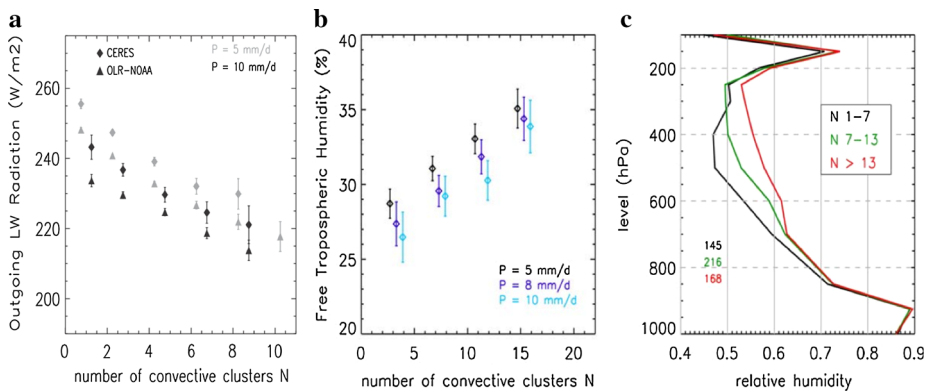 a
Outgoing LW Radiation (W/m2)
260
240
220
200
CERES
OLR-NOAA
P = 5 mm/d
P = 10 mm/d
0 2 4 6 8 10
number of convective clusters N
b
Free Tropospheric Humidity (%)
40
35
30
25
20
P = 5 mm/d
P = 8 mm/d
P = 10 mm/d
0 5 10 15 20
number of convective clusters N
c
level (hPa)
200
400
600
800
1000
N 1-7
N 7-13
N > 13
145
216
168
0.4 0.5 0.6 0.7 0.8 0.9
relative humidity